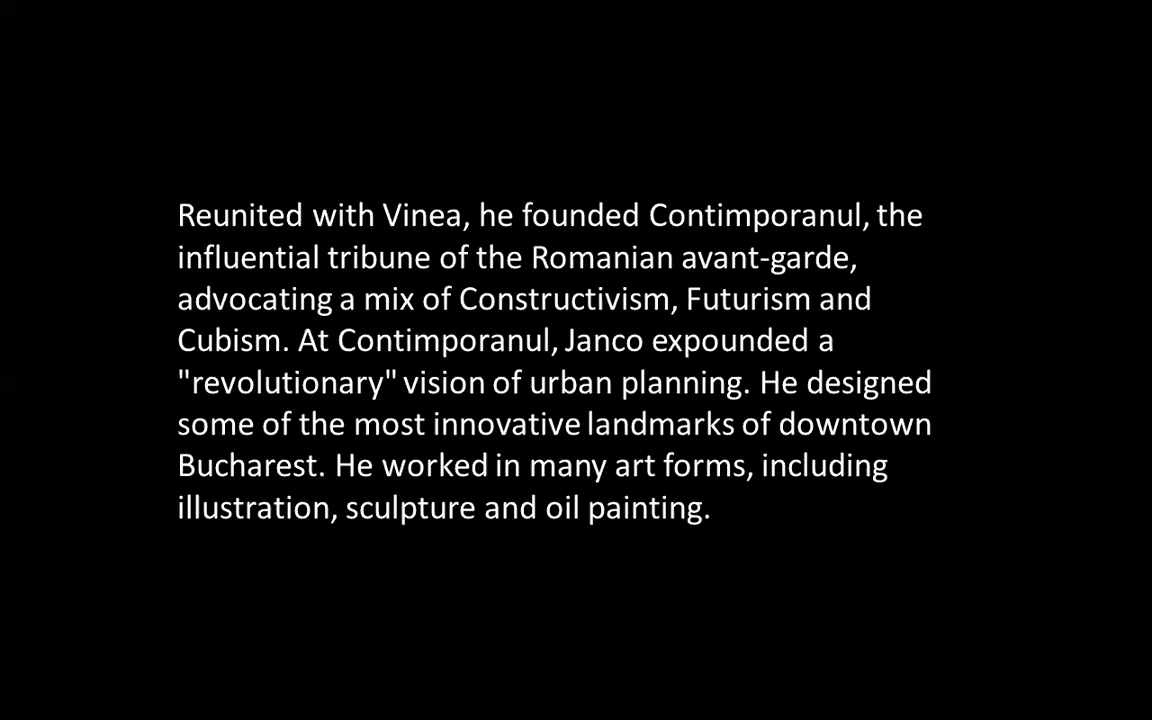 Reunited with Vinea, he founded Contimporanul, the
influential tribune of the Romanian avant-garde,
advocating a mix of Constructivism, Futurism and
Cubism. At Contimporanul, Janco expounded a
"revolutionary" vision of urban planning. He designed
some of the most innovative landmarks of downtown
Bucharest. He worked in many art forms, including
illustration, sculpture and oil painting.